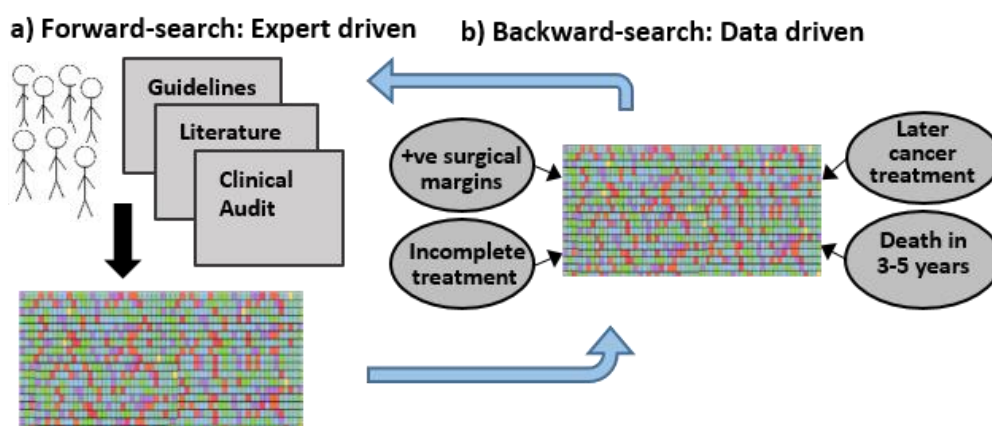 a) Forward-search: Expert driven
b) Backward-search: Data driven
Guidelines
Literature
Clinical
Audit
+ve surgical
margins
Incomplete
treatment
Later
cancer
treatment
Death in
3-5 years